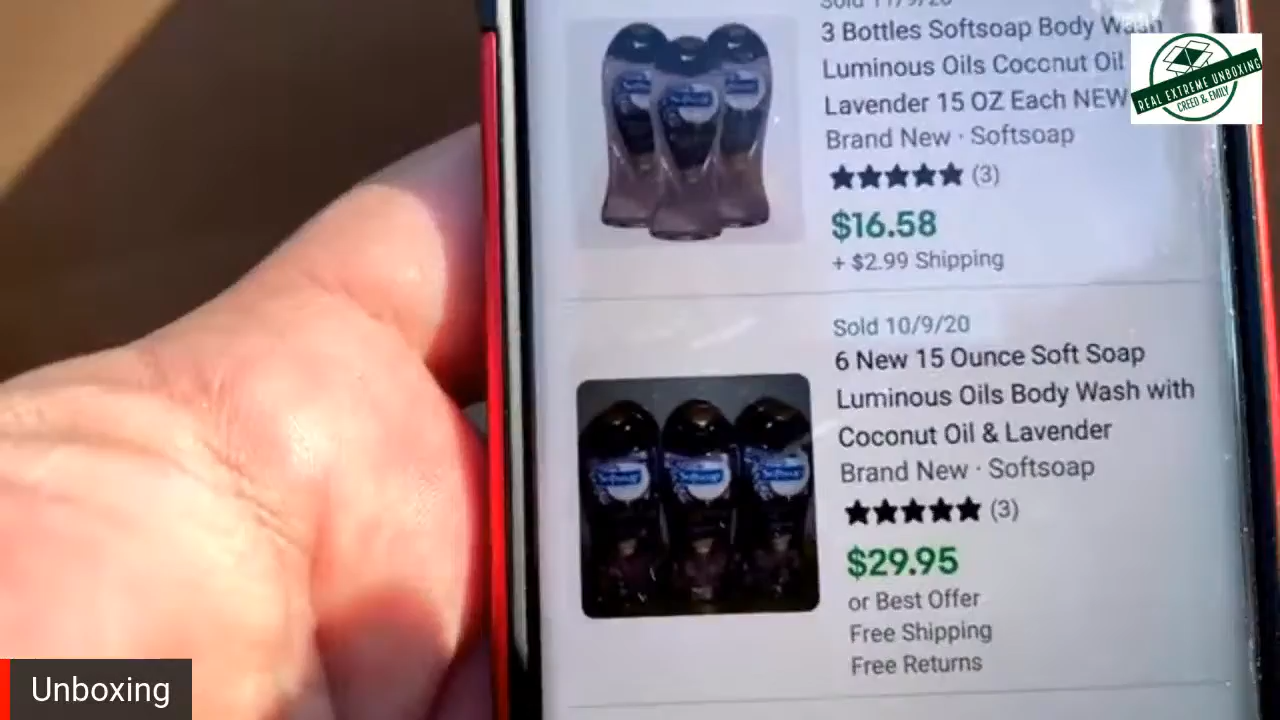 3 Bottles Softsoap Body Wash
Luminous Oils Coconut Oil
Lavender 15 OZ Each NEW
Brand New · Softsoap
(3)
$16.58
+ $2.99 Shipping
Sold 10/9/20
6 New 15 Ounce Soft Soap
Luminous Oils Body Wash with
Coconut Oil & Lavender
Brand New · Softsoap
(3)
$29.95
or Best Offer
Free Shipping
Free Returns
Softsoap
Softsoap
Softsoap
REAL EXTREME UNBOXING
CREED & EMILY
Unboxing